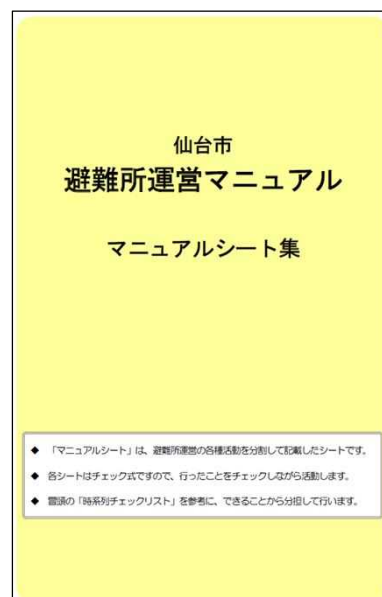 仙台市
避難所運営マニュアル
マニュアルシート集
◆ 「マニュアルシート」は、避難所運営の各種活動を分割して記載したシートです。
◆ 各シートはチェック式ですので、行ったことをチェックしながら活動します。
◆ 冒頭の「時系列チェックリスト」を参考に、できることから分担して行います。